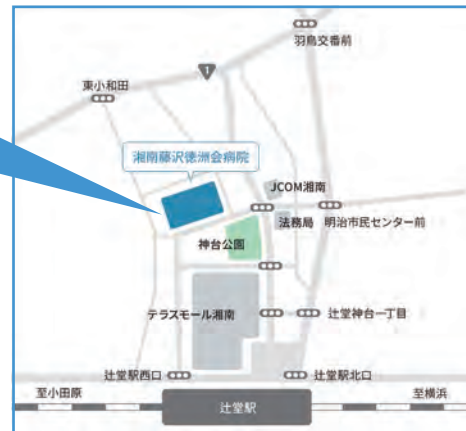 羽鳥交番前
1
東小和田
湘南藤沢徳洲会病院
JCOM湘南
法務局 明治市民センター前
神台公園
テラスモール湘南
辻堂神台一丁目
辻堂駅西口
辻堂駅北口
至小田原
至横浜
辻堂駅